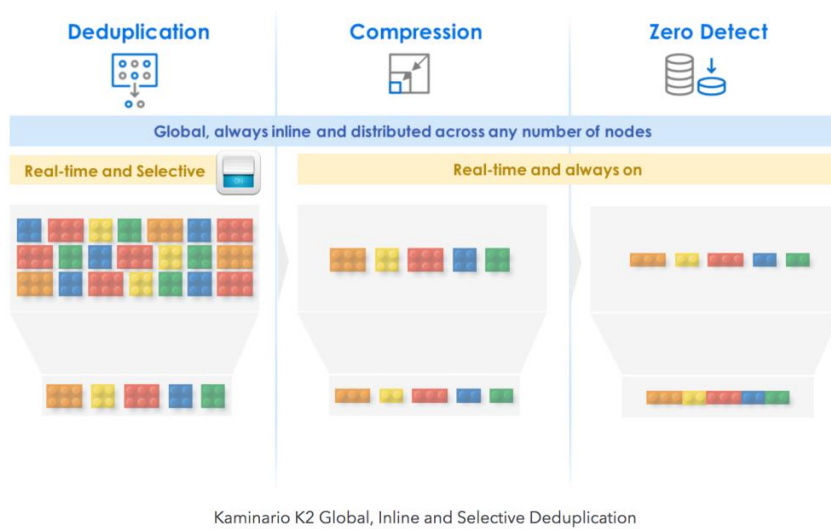 Deduplication
Compression
Zero Detect
Global, always inline and distributed across any number of nodes
Real-time and Selective
Real-time and always on
Kaminario K2 Global, Inline and Selective Deduplication